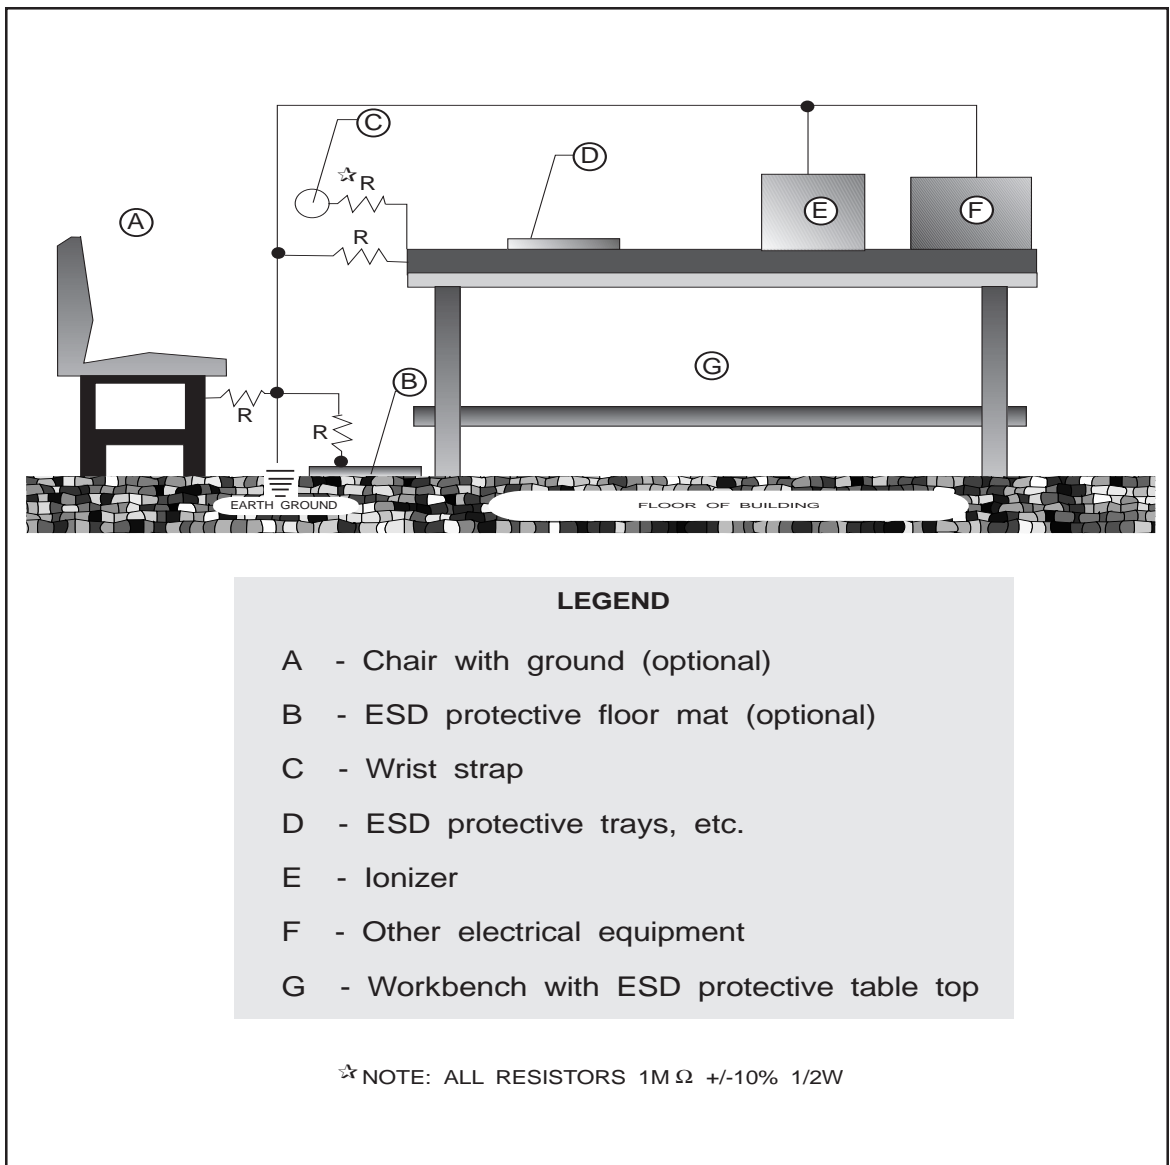 C
D
☆R
A
E
F
R
G
B
R
R
EARTH GROUND
FLOOR OF BUILDING
LEGEND
A - Chair with ground (optional)
B - ESD protective floor mat (optional)
C - Wrist strap
D - ESD protective trays, etc.
E - Ionizer
F - Other electrical equipment
G - Workbench with ESD protective table top
☆ NOTE: ALL RESISTORS 1M Ω +/-10% 1/2W